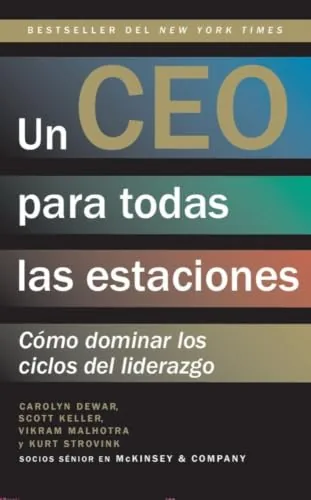 BESTSELLER DEL NEW YORK TIMES
Un CEO
para todas
las estaciones
Cómo dominar los
ciclos del liderazgo
CAROLYN DEWAR,
SCOTT KELLER,
VIKRAM MALHOTRA
y KURT STROVINK
SOCIOS SÉNIOR EN McKINSEY & COMPANY